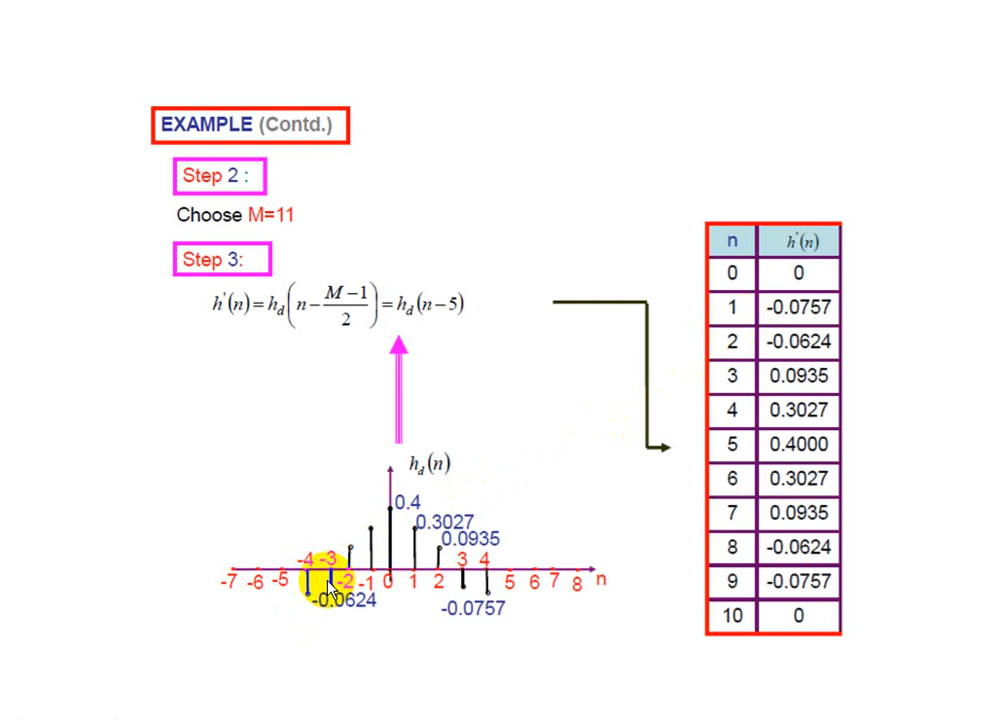 EXAMPLE (Contd.)
Step 2 :
Choose M=11
Step 3:
h'(n) = h_d(n - (M-1)/2) = h_d(n-5)
n h'(n)
0 0
1 -0.0757
2 -0.0624
3 0.0935
4 0.3027
5 0.4000
6 0.3027
7 0.0935
8 -0.0624
9 -0.0757
10 0
h_d(n)
0.4
0.3027
0.0935
-4 -3 3 4
-7 -6 -5 -2 -1 0 1 2 5 6 7 8 n
-0.0624 -0.0757